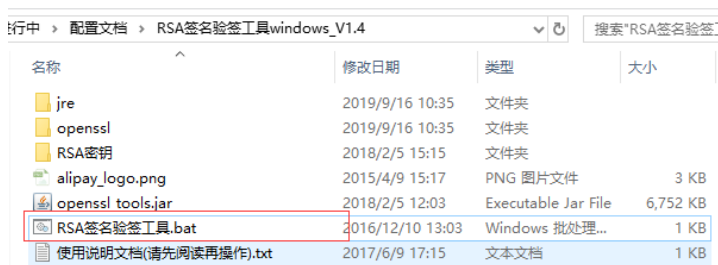 行中 › 配置文档 › RSA签名验签工具windows_V1.4 搜索"RSA签名验签工
名称 修改日期 类型 大小
jre 2019/9/16 10:35 文件夹
openssl 2019/9/16 10:35 文件夹
RSA密钥 2018/2/5 15:15 文件夹
alipay_logo.png 2015/4/9 15:17 PNG 图片文件 3 KB
openssl tools.jar 2018/2/5 12:03 Executable Jar File 6,752 KB
RSA签名验签工具.bat 2016/12/10 13:03 Windows 批处理... 1 KB
使用说明文档(请先阅读再操作).txt 2017/6/9 17:15 文本文档 1 KB